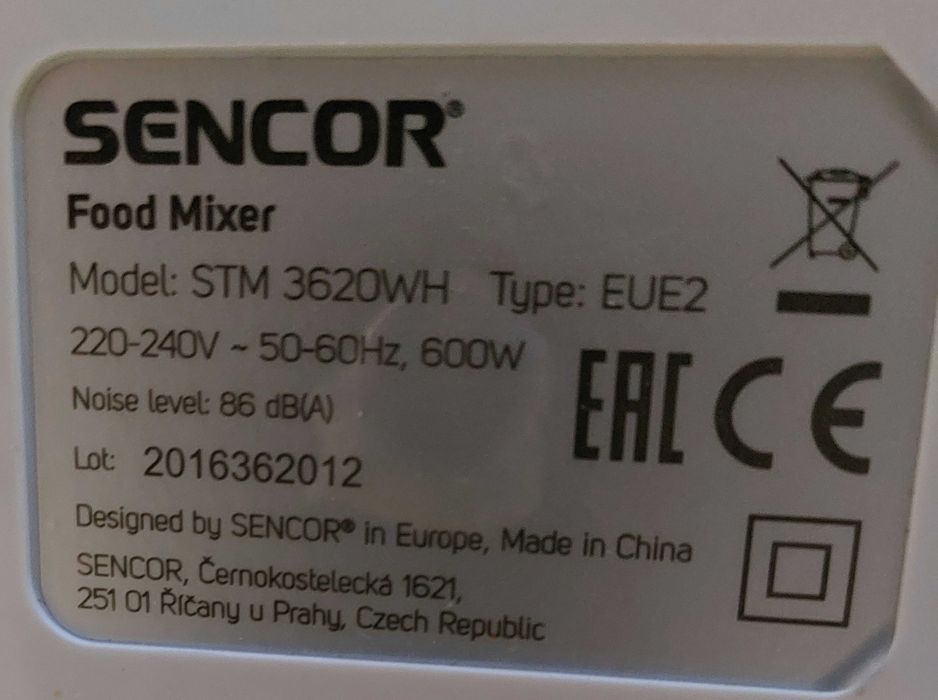 SENCOR®
Food Mixer
Model: STM 3620WH Type: EUE2
220-240V ~ 50-60Hz, 600W
Noise level: 86 dB(A)
Lot: 2016362012
EAC CE
Designed by SENCOR® in Europe, Made in China
SENCOR, Černokostelecká 1621,
251 01 Říčany u Prahy, Czech Republic